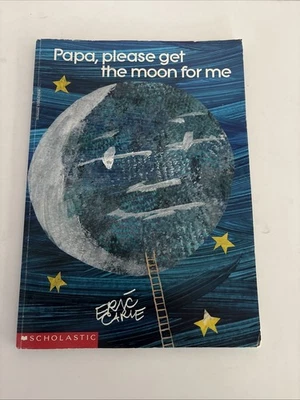 Papa, please get
the moon for me
ERIC
CARLE
SCHOLASTIC